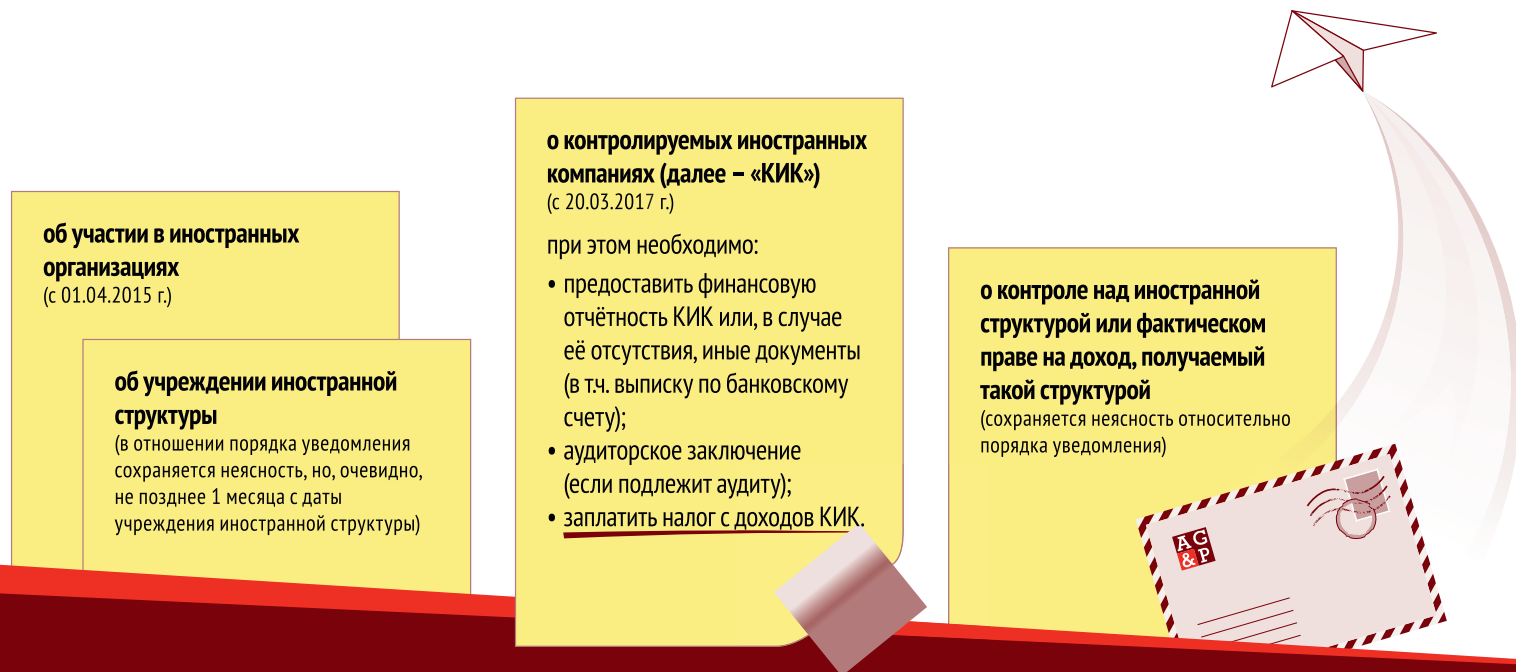 об участии в иностранных
организациях
(с 01.04.2015 г.)
об учреждении иностранной
структуры
(в отношении порядка уведомления
сохраняется неясность, но, очевидно,
не позднее 1 месяца с даты
учреждения иностранной структуры)
о контролируемых иностранных
компаниях (далее – «КИК»)
(с 20.03.2017 г.)
при этом необходимо:
• предоставить финансовую
отчётность КИК или, в случае
её отсутствия, иные документы
(в т.ч. выписку по банковскому
счету);
• аудиторское заключение
(если подлежит аудиту);
• заплатить налог с доходов КИК.
о контроле над иностранной
структурой или фактическом
праве на доход, получаемый
такой структурой
(сохраняется неясность относительно
порядка уведомления)
AG
&P